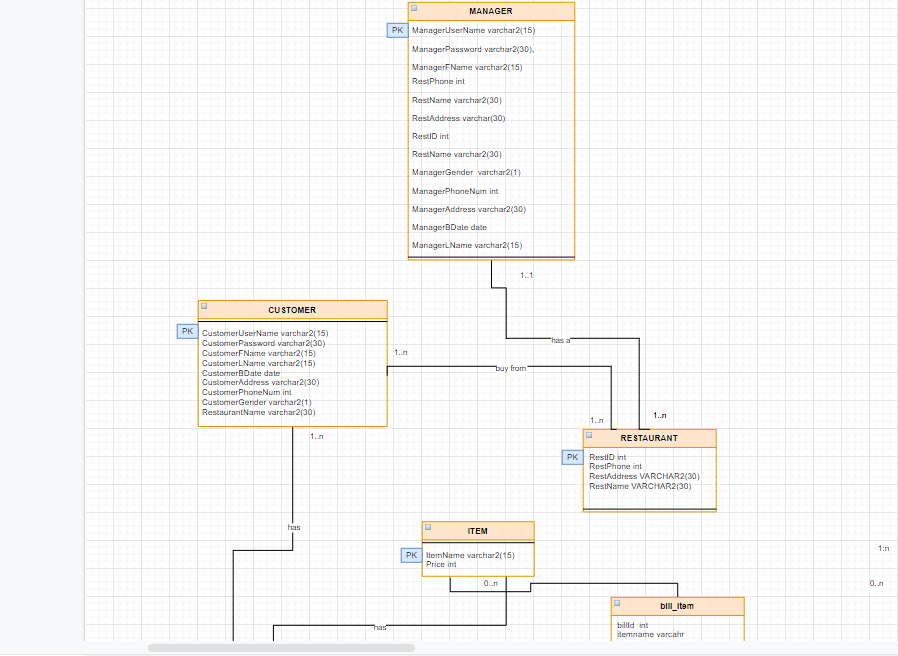 MANAGER
PK
ManagerUserName varchar2(15)
ManagerPassword varchar2(30),
ManagerFName varchar2(15)
RestPhone int
RestName varchar2(30)
RestAddress varchar(30)
RestID int
RestName varchar2(30)
ManagerGender varchar2(1)
ManagerPhoneNum int
ManagerAddress varchar2(30)
ManagerBDate date
ManagerLName varchar2(15)
1..1
CUSTOMER
PK
CustomerUserName varchar2(15)
CustomerPassword varchar2(30)
CustomerFName varchar2(15)
CustomerLName varchar2(15)
CustomerBDate date
CustomerAddress varchar2(30)
CustomerPhoneNum int
CustomerGender varchar2(1)
RestaurantName varchar2(30)
has a
1..n
buy from
1..n
1..n
1..n
RESTAURANT
PK
RestID int
RestPhone int
RestAddress VARCHAR2(30)
RestName VARCHAR2(30)
has
ITEM
PK
ItemName varchar2(15)
Price int
1:n
0..n
0..n
bill_item
billId int
itemname varcahr
has